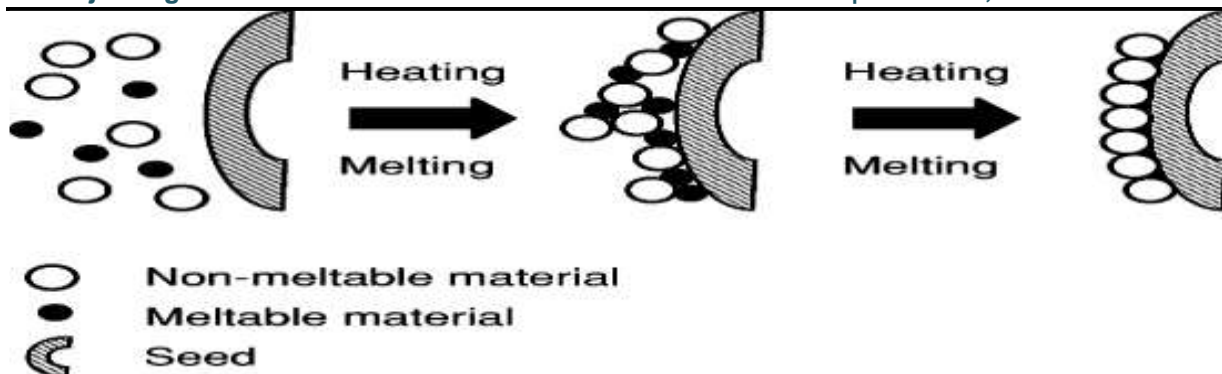 Heating Heating
Melting Melting
Non-meltable material
Meltable material
Seed